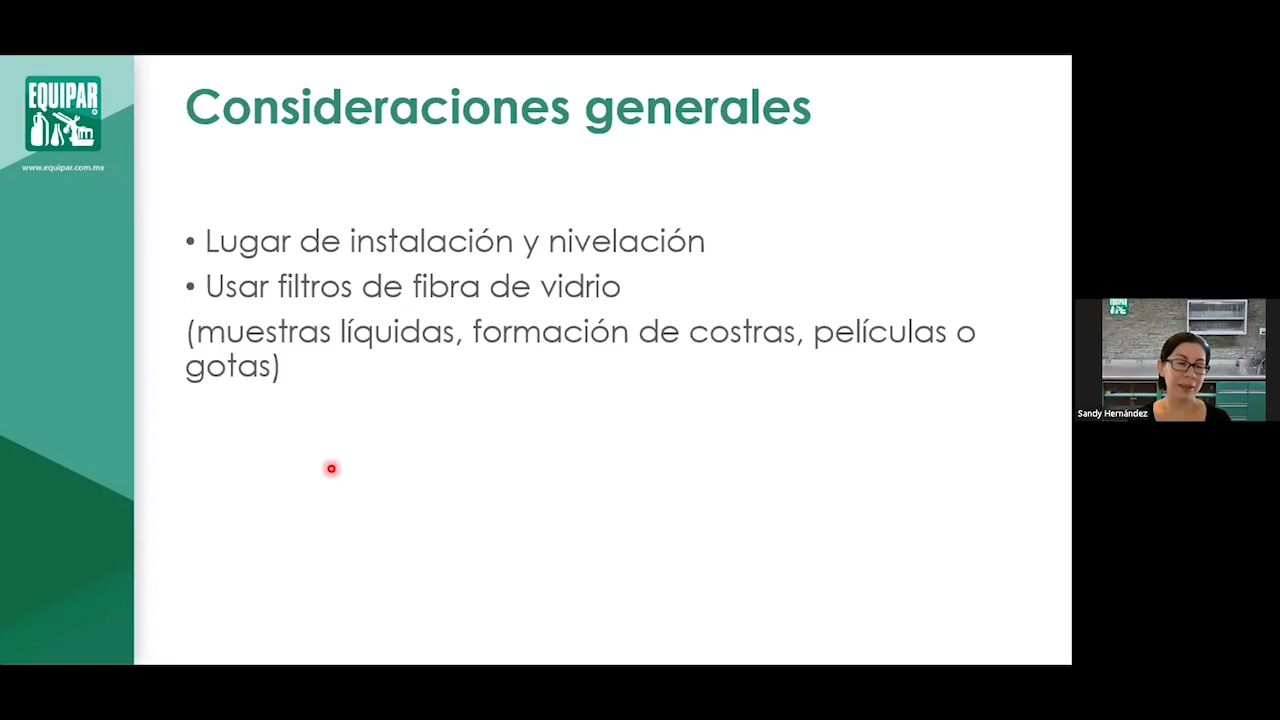 EQUIPAR
www.equipar.com.mx
Consideraciones generales
• Lugar de instalación y nivelación
• Usar filtros de fibra de vidrio
(muestras líquidas, formación de costras, películas o
gotas)
EQUIPAR
Sandy Hernández